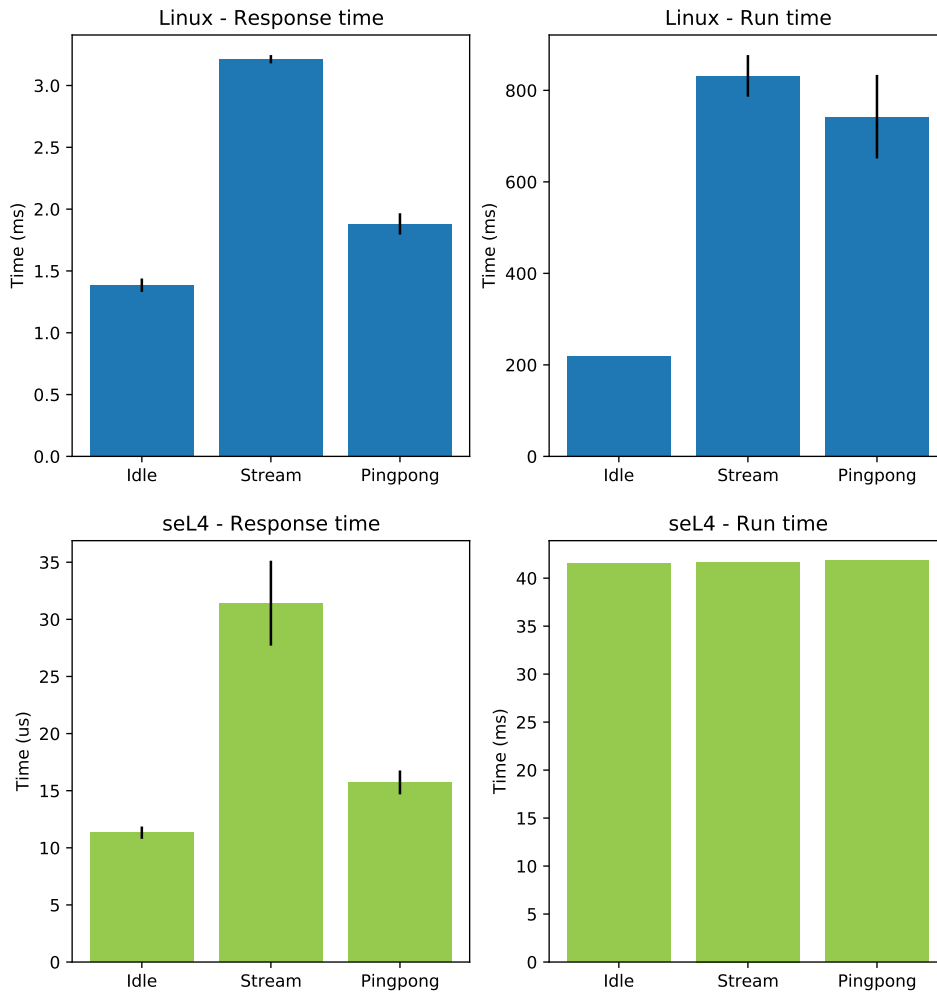 Linux - Response time
Time (ms)
3.0
2.5
2.0
1.5
1.0
0.5
0.0
Idle Stream Pingpong
Linux - Run time
Time (ms)
800
600
400
200
0
Idle Stream Pingpong
seL4 - Response time
Time (us)
35
30
25
20
15
10
5
0
Idle Stream Pingpong
seL4 - Run time
Time (ms)
40
35
30
25
20
15
10
5
0
Idle Stream Pingpong